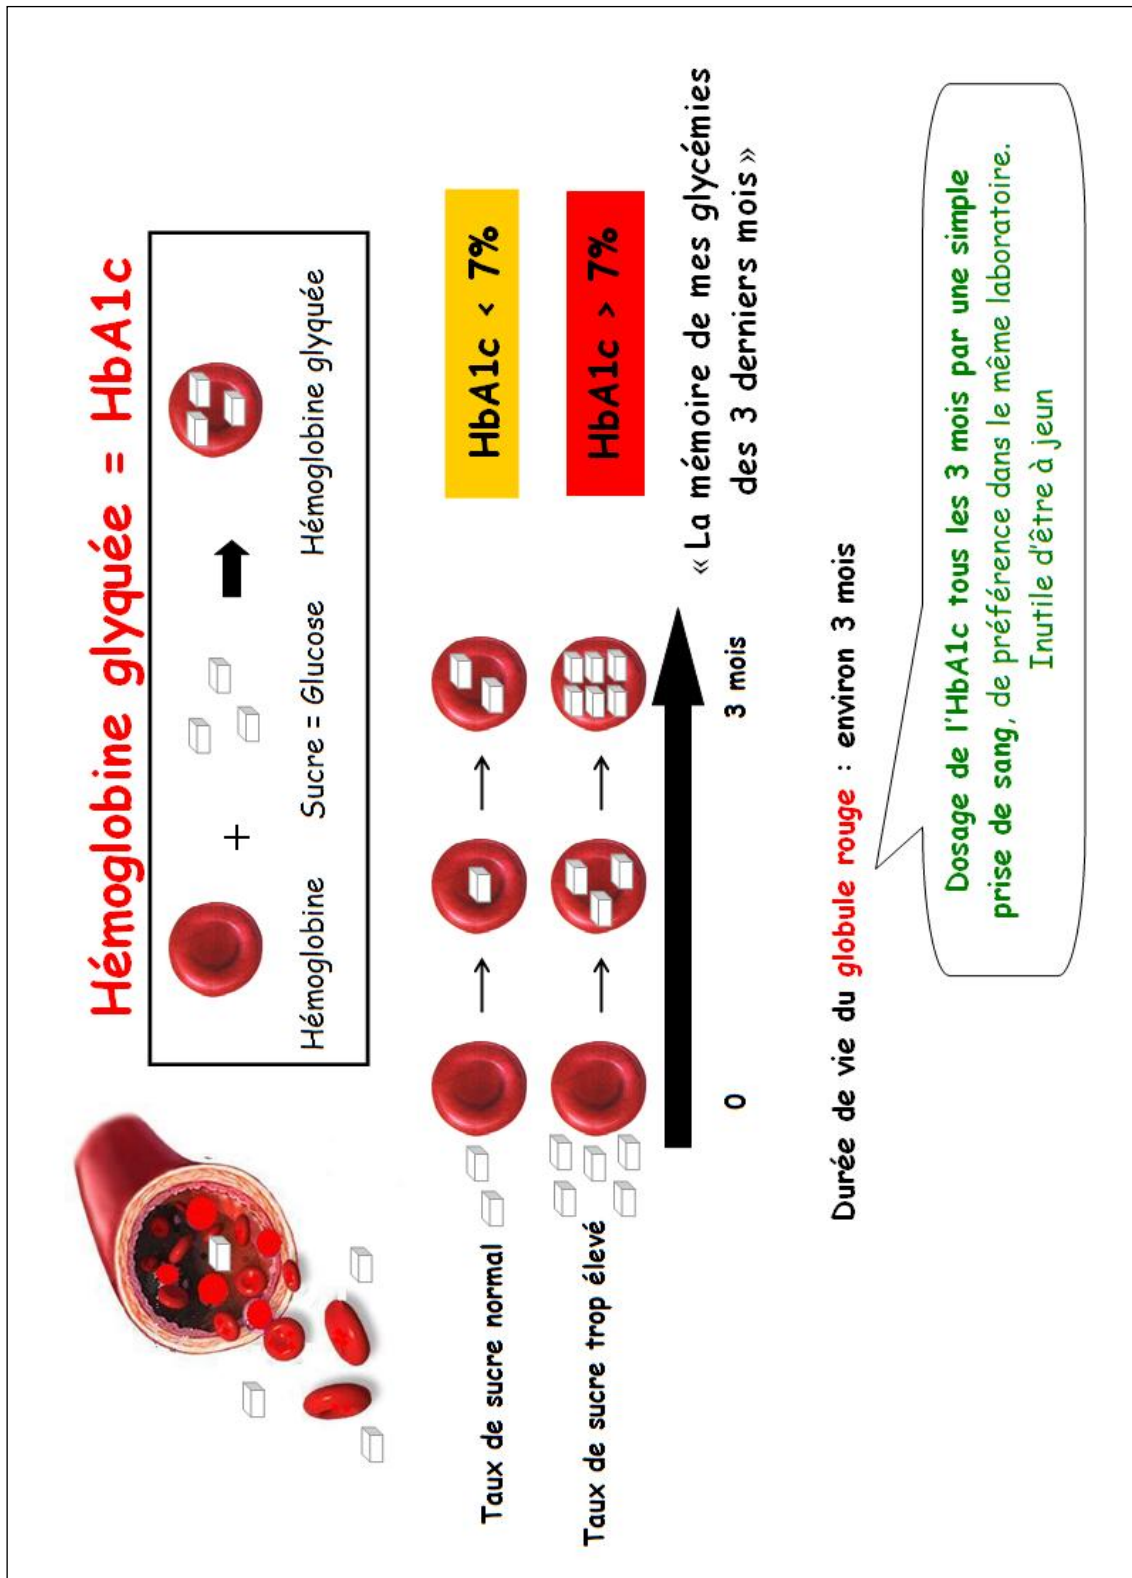 Hémoglobine glyquée = HbA1c
+
Hémoglobine
Sucre = Glucose
Hémoglobine glyquée
Taux de sucre normal
HbA1c < 7%
Taux de sucre trop élevé
HbA1c > 7%
0
3 mois
« La mémoire de mes glycémies
des 3 derniers mois »
Durée de vie du globule rouge : environ 3 mois
Dosage de l'HbA1c tous les 3 mois par une simple
prise de sang, de préférence dans le même laboratoire.
Inutile d'être à jeun